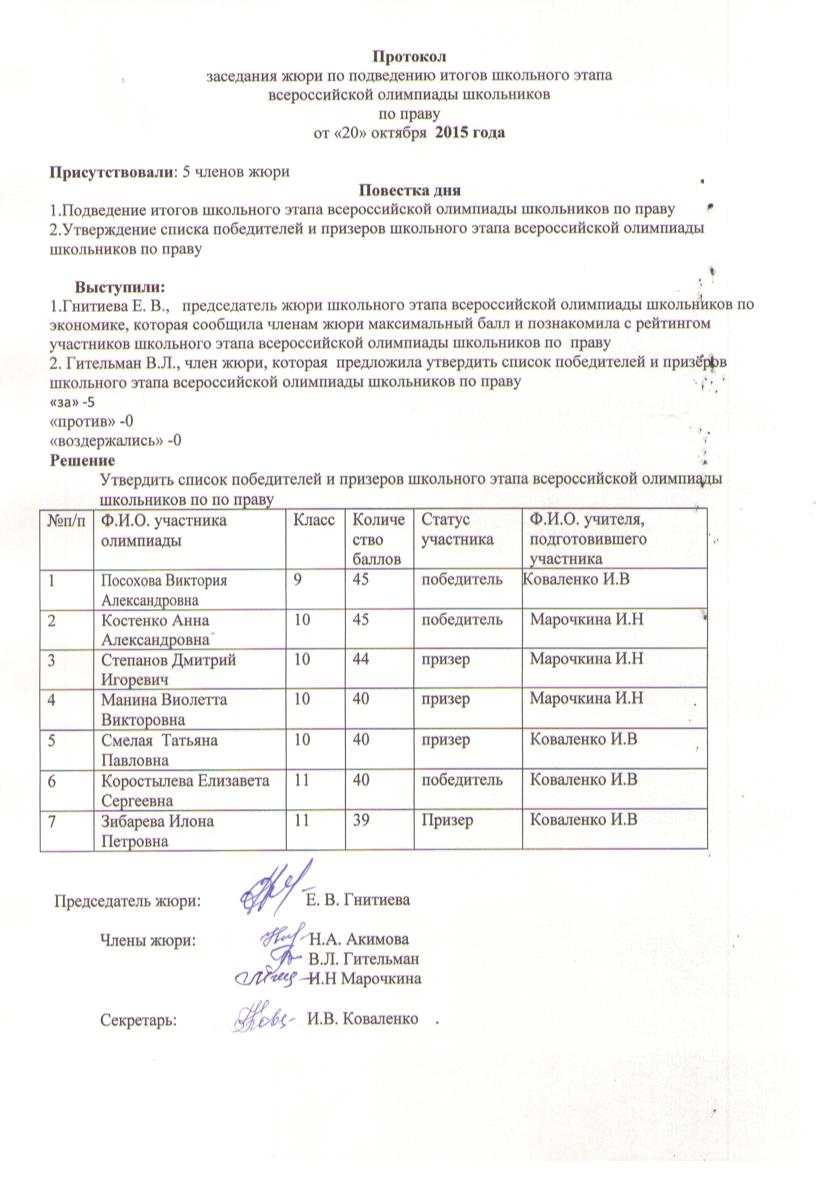 Протокол
заседания жюри по подведению итогов школьного этапа
всероссийской олимпиады школьников
по праву
от «20» октября 2015 года
Присутствовали: 5 членов жюри
Повестка дня
1.Подведение итогов школьного этапа всероссийской олимпиады школьников по праву
2.Утверждение списка победителей и призеров школьного этапа всероссийской олимпиады
школьников по праву
Выступили:
1.Гнитиева Е. В., председатель жюри школьного этапа всероссийской олимпиады школьников по
экономике, которая сообщила членам жюри максимальный балл и познакомила с рейтингом
участников школьного этапа всероссийской олимпиады школьников по праву
2. Гительман В.Л., член жюри, которая предложила утвердить список победителей и призёров
школьного этапа всероссийской олимпиады школьников по праву
«за» -5
«против» -0
«воздержались» -0
Решение
Утвердить список победителей и призеров школьного этапа всероссийской олимпиады
школьников по по праву
№п/п Ф.И.О. участника олимпиады Класс Количе ство баллов Статус участника Ф.И.О. учителя, подготовившего участника
1 Посохова Виктория Александровна 9 45 победитель Коваленко И.В
2 Костенко Анна Александровна 10 45 победитель Марочкина И.Н
3 Степанов Дмитрий Игоревич 10 44 призер Марочкина И.Н
4 Манина Виолетта Викторовна 10 40 призер Марочкина И.Н
5 Смелая Татьяна Павловна 10 40 призер Коваленко И.В
6 Коростылева Елизавета Сергеевна 11 40 победитель Коваленко И.В
7 Зибарева Илона Петровна 11 39 Призер Коваленко И.В
Председатель жюри: Е. В. Гнитиева
Члены жюри: Н.А. Акимова
В.Л. Гительман
И.Н Марочкина
Секретарь: И.В. Коваленко .